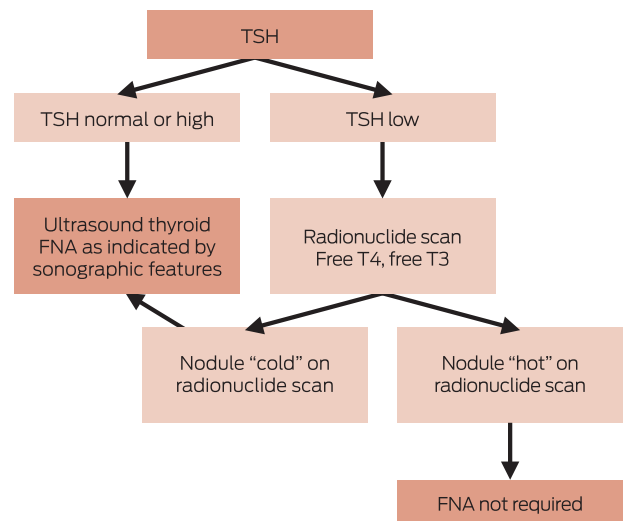 TSH
TSH normal or high
TSH low
Ultrasound thyroid
FNA as indicated by
sonographic features
Radionuclide scan
Free T4, free T3
Nodule “cold” on
radionuclide scan
Nodule “hot” on
radionuclide scan
FNA not required